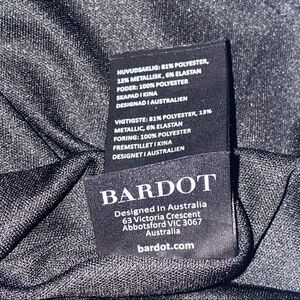 HUVUDSAKLIG: 81% POLYESTER,
13% METALLISK, 6% ELASTAN
FODER: 100% POLYESTER
SKAPAD I KINA
DESIGNAD I AUSTRALIEN
VIGTIGSTE: 81% POLYESTER, 13%
METALLIC, 6% ELASTAN
FORING: 100% POLYESTER
FREMSTILLET I KINA
DESIGNET I AUSTRALIEN
BARDOT
Designed In Australia
63 Victoria Crescent
Abbotsford VIC 3067
Australia
bardot.com